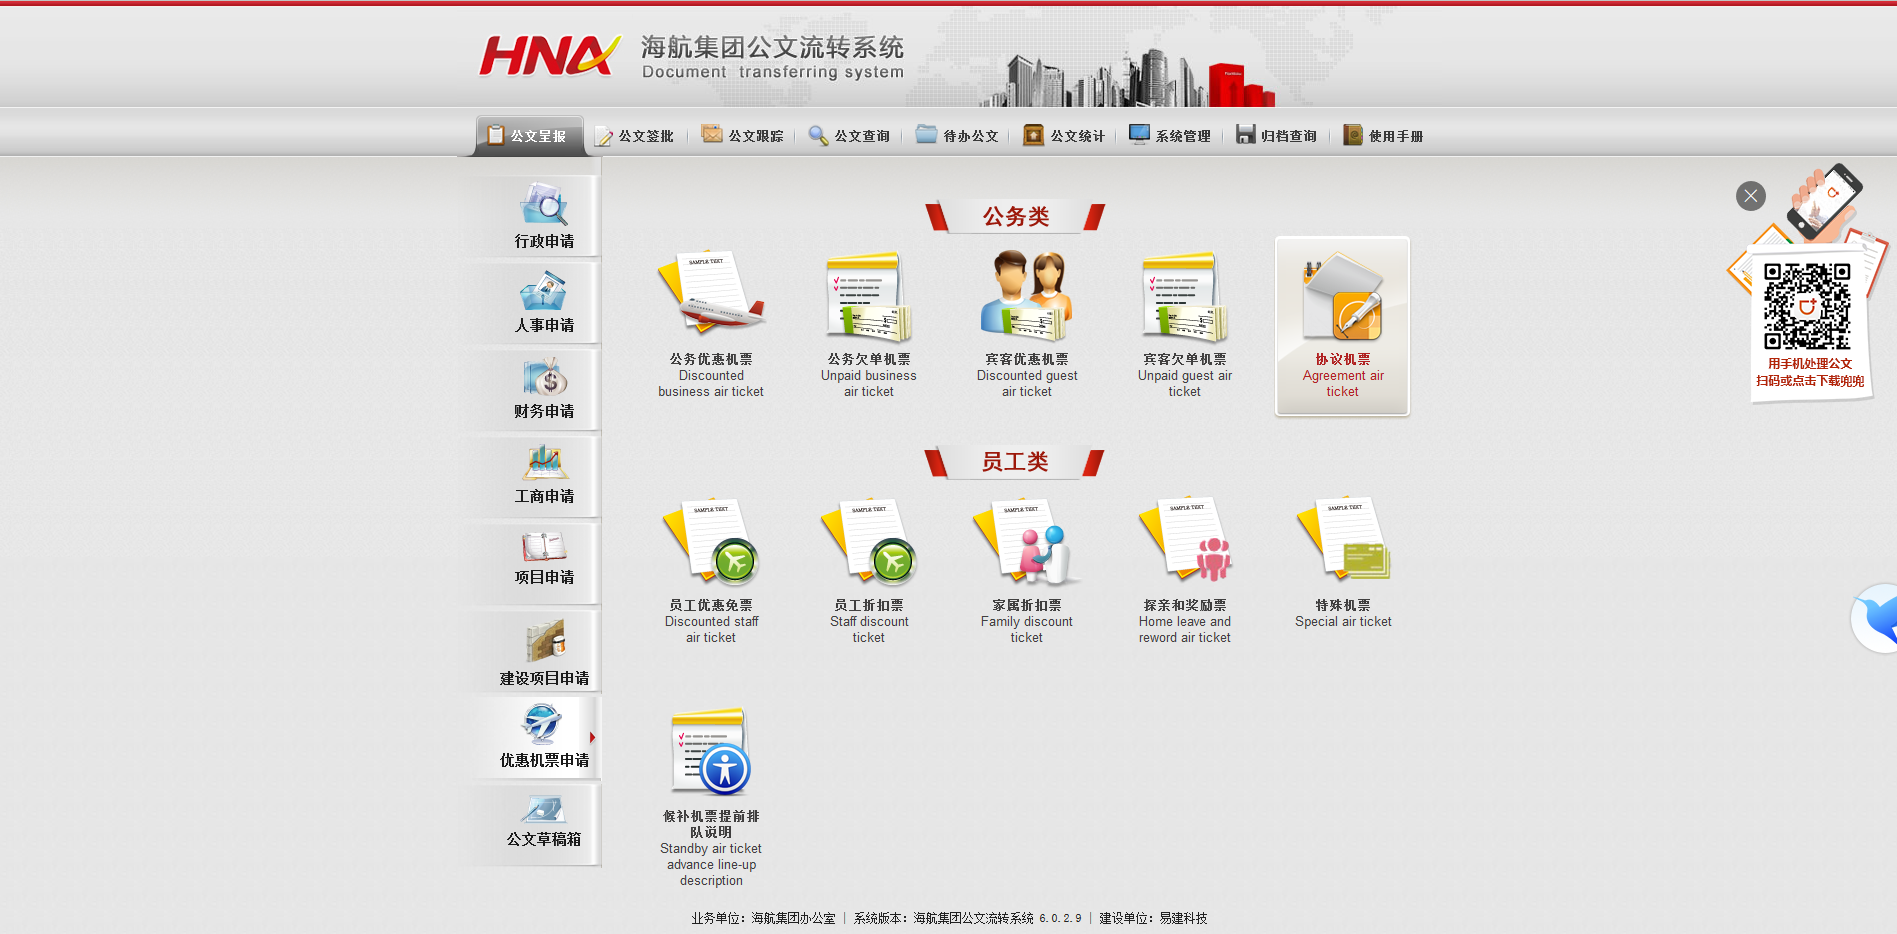 HNA 海航集团公文流转系统
Document transferring system
公文呈报 公文签批 公文跟踪 公文查询 待办公文 公文统计 系统管理 归档查询 使用手册
行政申请
人事申请
财务申请
工商申请
项目申请
建设项目申请
优惠机票申请
公文草稿箱
公务类
SAMPLE TEXT
公务优惠机票
Discounted
business air ticket
公务欠单机票
Unpaid business
air ticket
宾客优惠机票
Discounted guest
air ticket
宾客欠单机票
Unpaid guest air
ticket
协议机票
Agreement air
ticket
员工类
SAMPLE TEXT
SAMPLE TEXT
SAMPLE TEXT
SAMPLE TEXT
SAMPLE TEXT
员工优惠免票
Discounted staff
air ticket
员工折扣票
Staff discount
ticket
家属折扣票
Family discount
ticket
探亲和奖励票
Home leave and
reword air ticket
特殊机票
Special air ticket
候补机票提前排
队说明
Standby air ticket
advance line-up
description
用手机处理公文
扫码或点击下载兜兜
业务单位：海航集团办公室 | 系统版本：海航集团公文流转系统 6.0.2.9 | 建设单位：易建科技